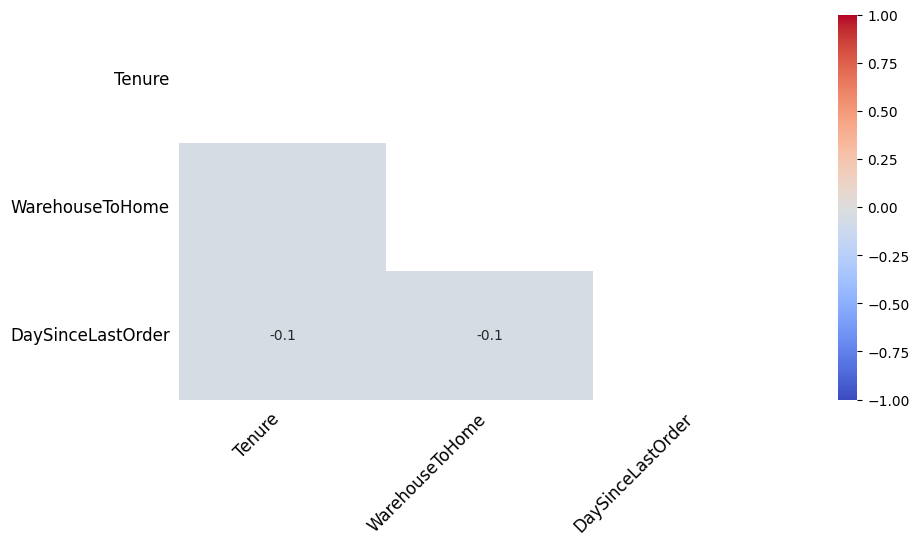 Tenure
WarehouseToHome
DaySinceLastOrder
-0.1
-0.1
Tenure
WarehouseToHome
DaySinceLastOrder
1.00
0.75
0.50
0.25
0.00
−0.25
−0.50
−0.75
−1.00